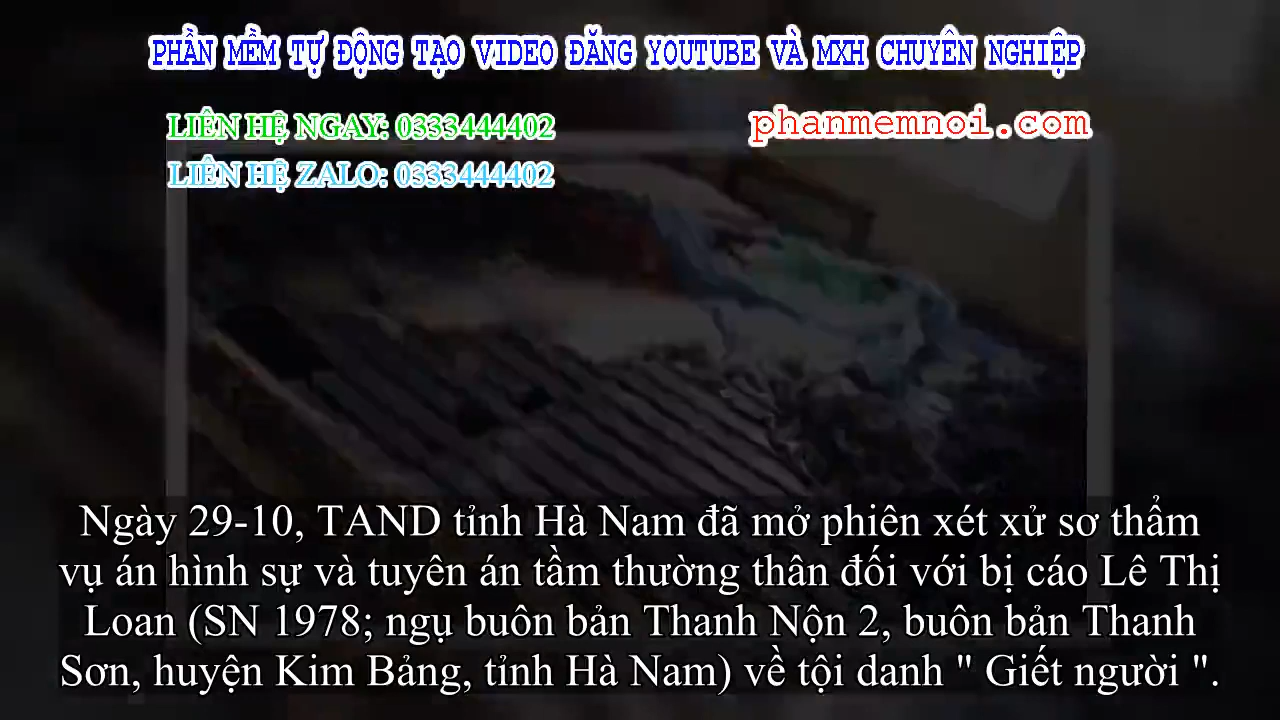 PHẦN MỀM TỰ ĐỘNG TẠO VIDEO ĐĂNG YOUTUBE VÀ MXH CHUYÊN NGHIỆP
LIÊN HỆ NGAY: 0333444402
phanmemnoi.com
LIÊN HỆ ZALO: 0333444402
Ngày 29-10, TAND tỉnh Hà Nam đã mở phiên xét xử sơ thẩm
vụ án hình sự và tuyên án tầm thường thân đối với bị cáo Lê Thị
Loan (SN 1978; ngụ buôn bản Thanh Nộn 2, buôn bản Thanh
Sơn, huyện Kim Bảng, tỉnh Hà Nam) về tội danh " Giết người ".